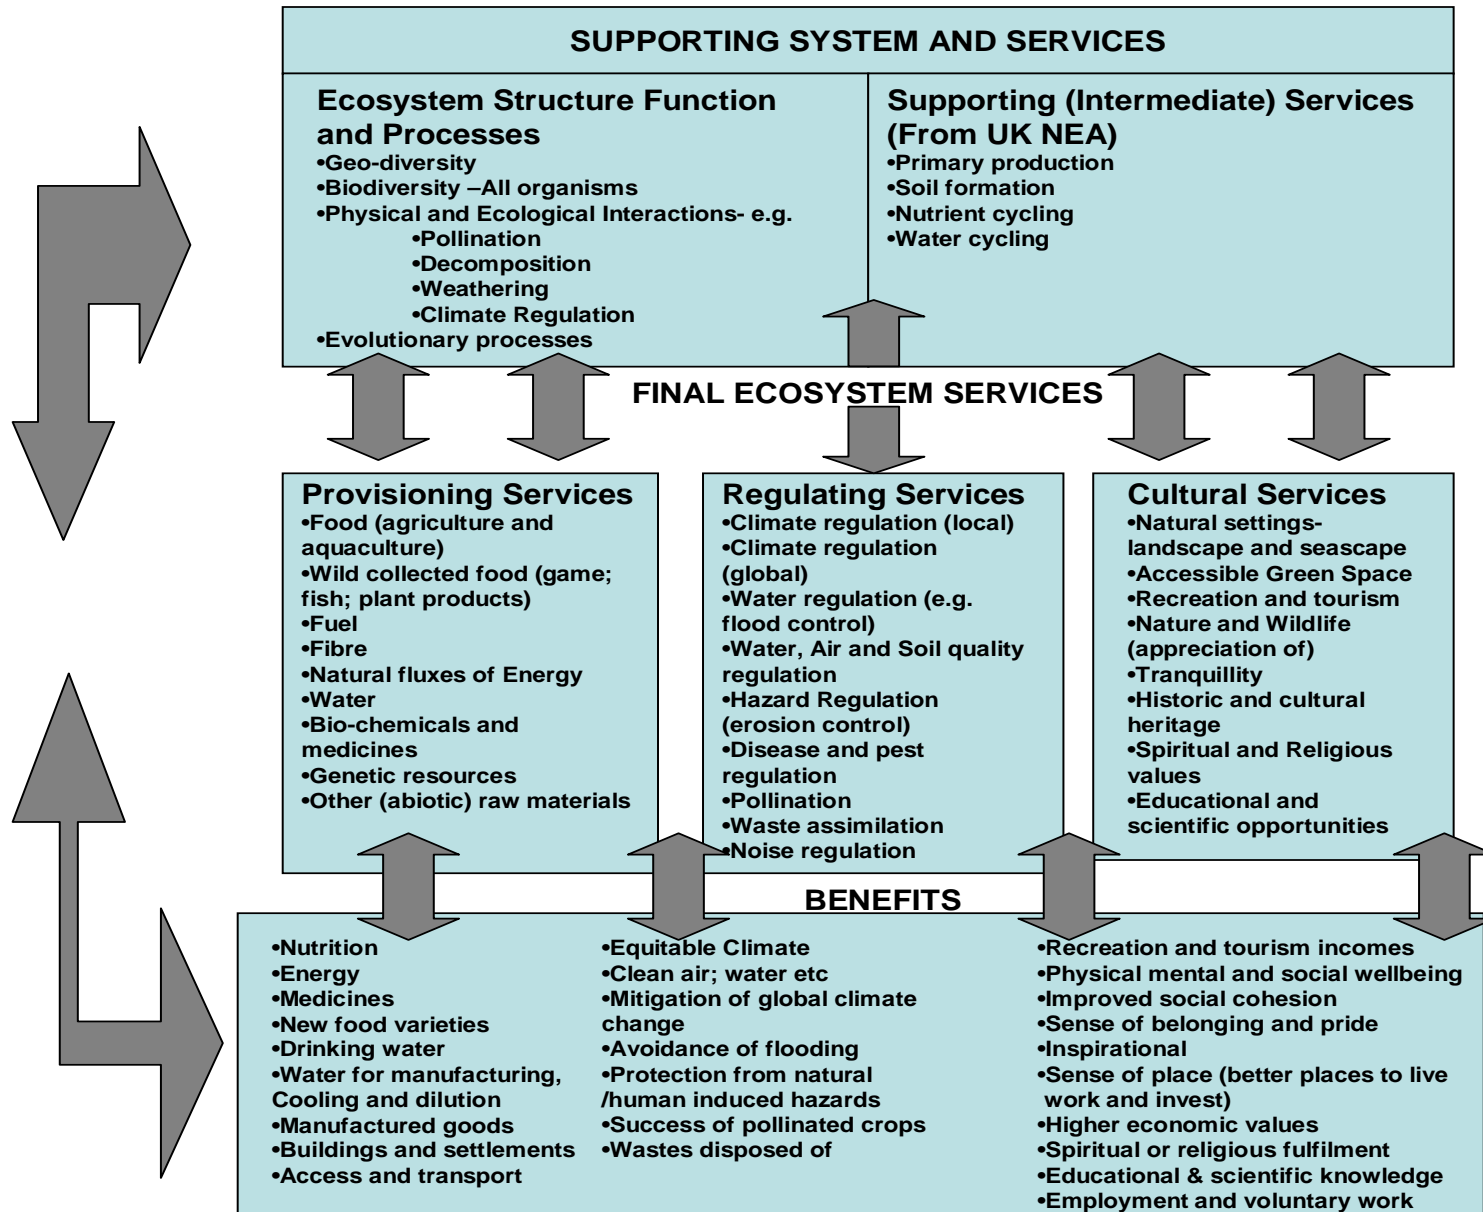 SUPPORTING SYSTEM AND SERVICES
Ecosystem Structure Function
and Processes
•Geo-diversity
•Biodiversity –All organisms
•Physical and Ecological Interactions- e.g.
•Pollination
•Decomposition
•Weathering
•Climate Regulation
•Evolutionary processes
Supporting (Intermediate) Services
(From UK NEA)
•Primary production
•Soil formation
•Nutrient cycling
•Water cycling
FINAL ECOSYSTEM SERVICES
Provisioning Services
•Food (agriculture and
aquaculture)
•Wild collected food (game;
fish; plant products)
•Fuel
•Fibre
•Natural fluxes of Energy
•Water
•Bio-chemicals and
medicines
•Genetic resources
•Other (abiotic) raw materials
Regulating Services
•Climate regulation (local)
•Climate regulation
(global)
•Water regulation (e.g.
flood control)
•Water, Air and Soil quality
regulation
•Hazard Regulation
(erosion control)
•Disease and pest
regulation
•Pollination
•Waste assimilation
•Noise regulation
Cultural Services
•Natural settings-
landscape and seascape
•Accessible Green Space
•Recreation and tourism
•Nature and Wildlife
(appreciation of)
•Tranquillity
•Historic and cultural
heritage
•Spiritual and Religious
values
•Educational and
scientific opportunities
BENEFITS
•Nutrition
•Energy
•Medicines
•New food varieties
•Drinking water
•Water for manufacturing,
Cooling and dilution
•Manufactured goods
•Buildings and settlements
•Access and transport
•Equitable Climate
•Clean air; water etc
•Mitigation of global climate
change
•Avoidance of flooding
•Protection from natural
/human induced hazards
•Success of pollinated crops
•Wastes disposed of
•Recreation and tourism incomes
•Physical mental and social wellbeing
•Improved social cohesion
•Sense of belonging and pride
•Inspirational
•Sense of place (better places to live
work and invest)
•Higher economic values
•Spiritual or religious fulfilment
•Educational & scientific knowledge
•Employment and voluntary work